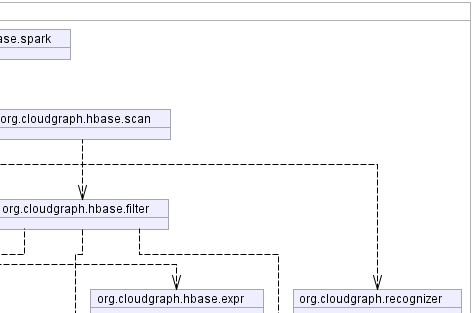 ase.spark
org.cloudgraph.hbase.scan
org.cloudgraph.hbase.filter
org.cloudgraph.hbase.expr
org.cloudgraph.recognizer